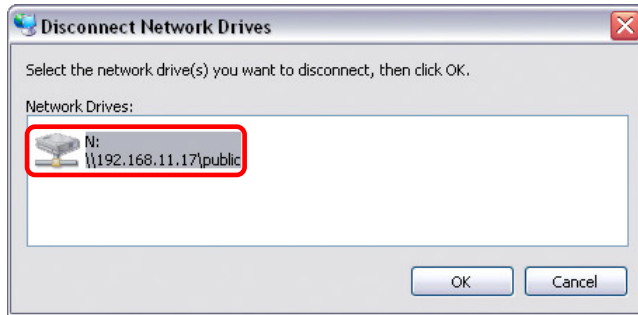 Disconnect Network Drives
Select the network drive(s) you want to disconnect, then click OK.
Network Drives:
N:
\\192.168.11.17\public
OK
Cancel